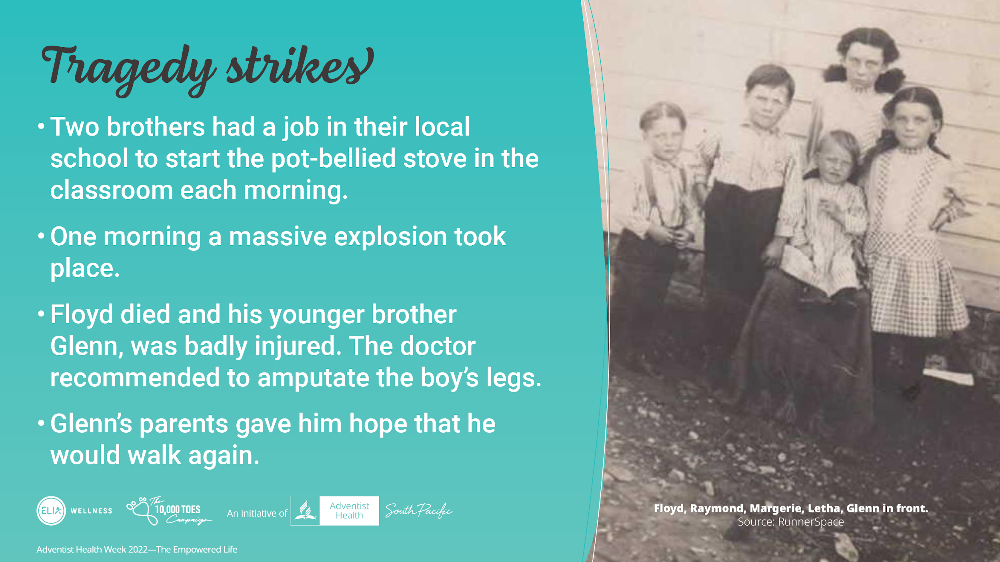 Tragedy strikes
• Two brothers had a job in their local
school to start the pot-bellied stove in the
classroom each morning.
• One morning a massive explosion took
place.
• Floyd died and his younger brother
Glenn, was badly injured. The doctor
recommended to amputate the boy’s legs.
• Glenn’s parents gave him hope that he
would walk again.
ELIA WELLNESS
The
10,000 TOES
Campaign
An initiative of
Adventist
Health
South Pacific
Adventist Health Week 2022—The Empowered Life
Floyd, Raymond, Margerie, Letha, Glenn in front.
Source: RunnerSpace